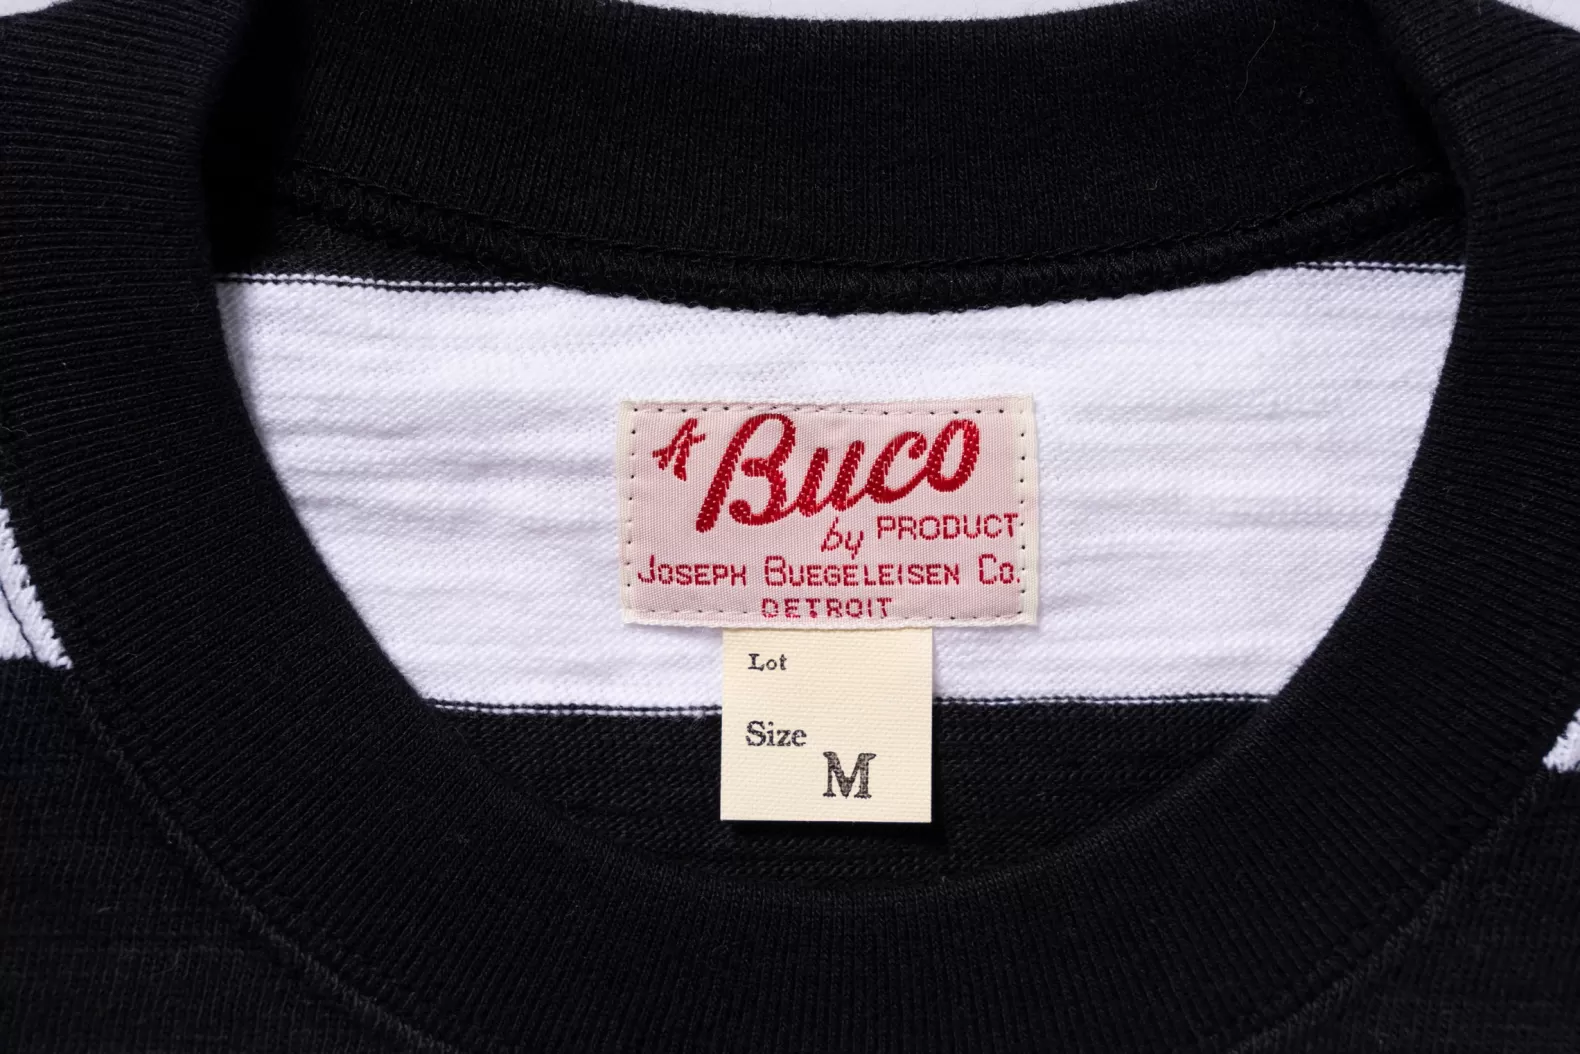 A Buco
by PRODUCT
JOSEPH BUEGELEISEN Co.
DETROIT
Lot
Size
M